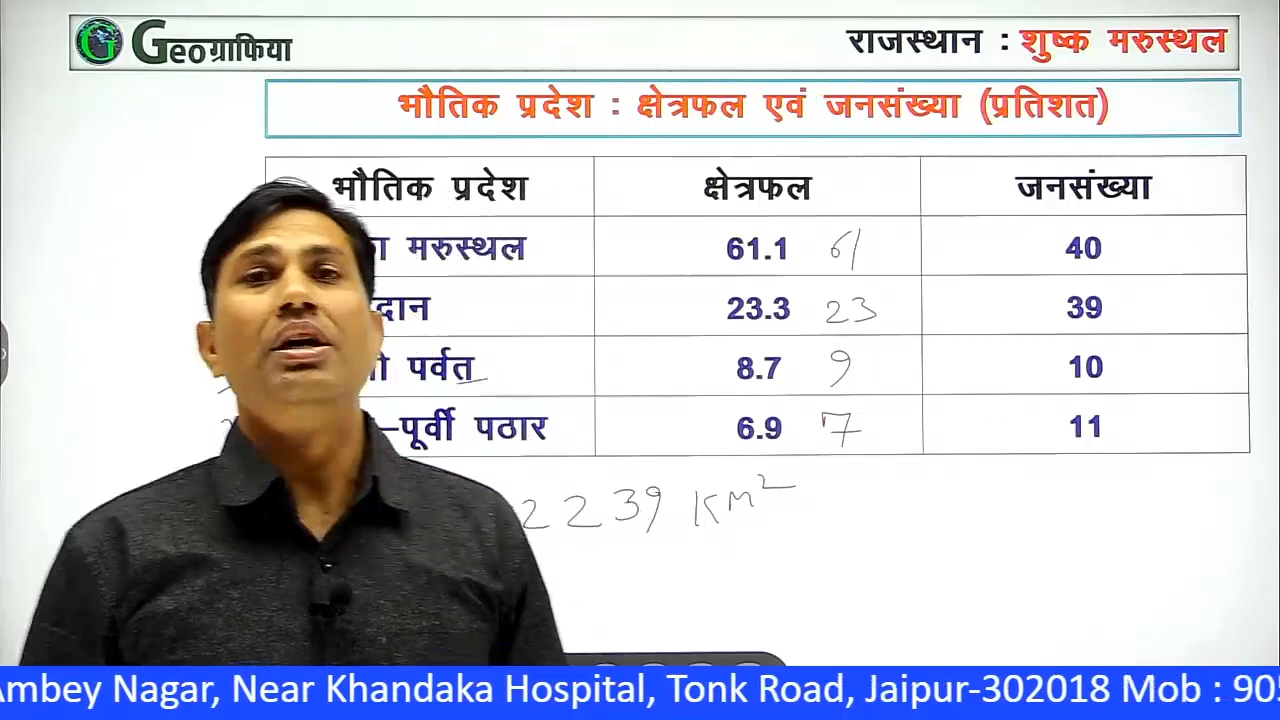 Geoग्राफिया
राजस्थान : शुष्क मरुस्थल
भौतिक प्रदेश : क्षेत्रफल एवं जनसंख्या (प्रतिशत)
भौतिक प्रदेश क्षेत्रफल जनसंख्या
मरुस्थल 61.1 61 40
23.3 23 39
पर्वत 8.7 9 10
–पूर्वी पठार 6.9 7 11
2239 KM²
Ambey Nagar, Near Khandaka Hospital, Tonk Road, Jaipur-302018 Mob : 90